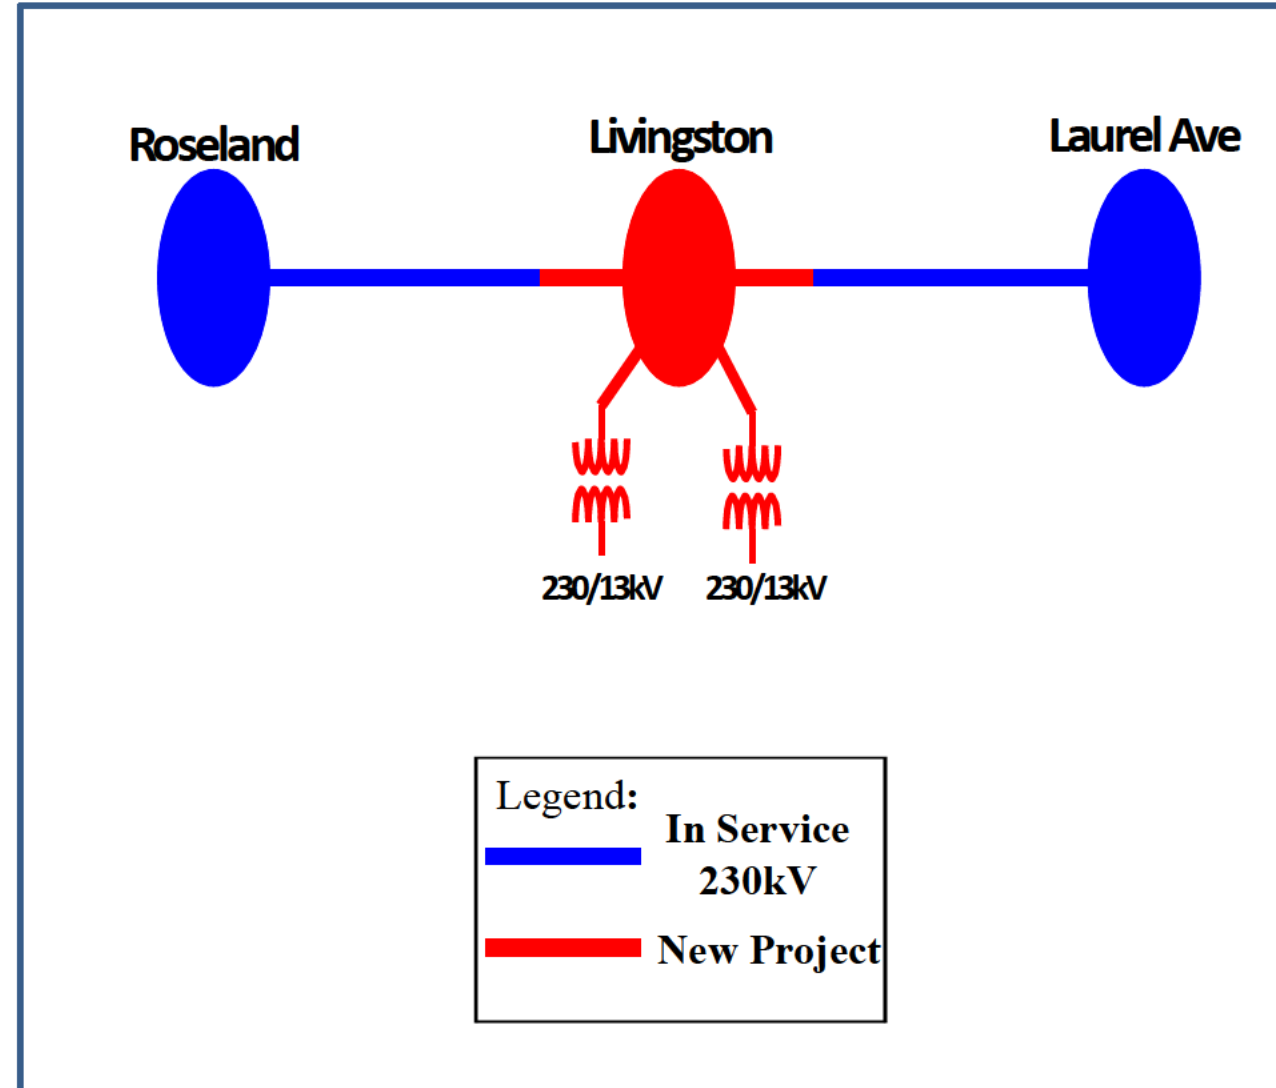 Roseland
Livingston
Laurel Ave
230/13kV
230/13kV
Legend:
In Service
230kV
New Project